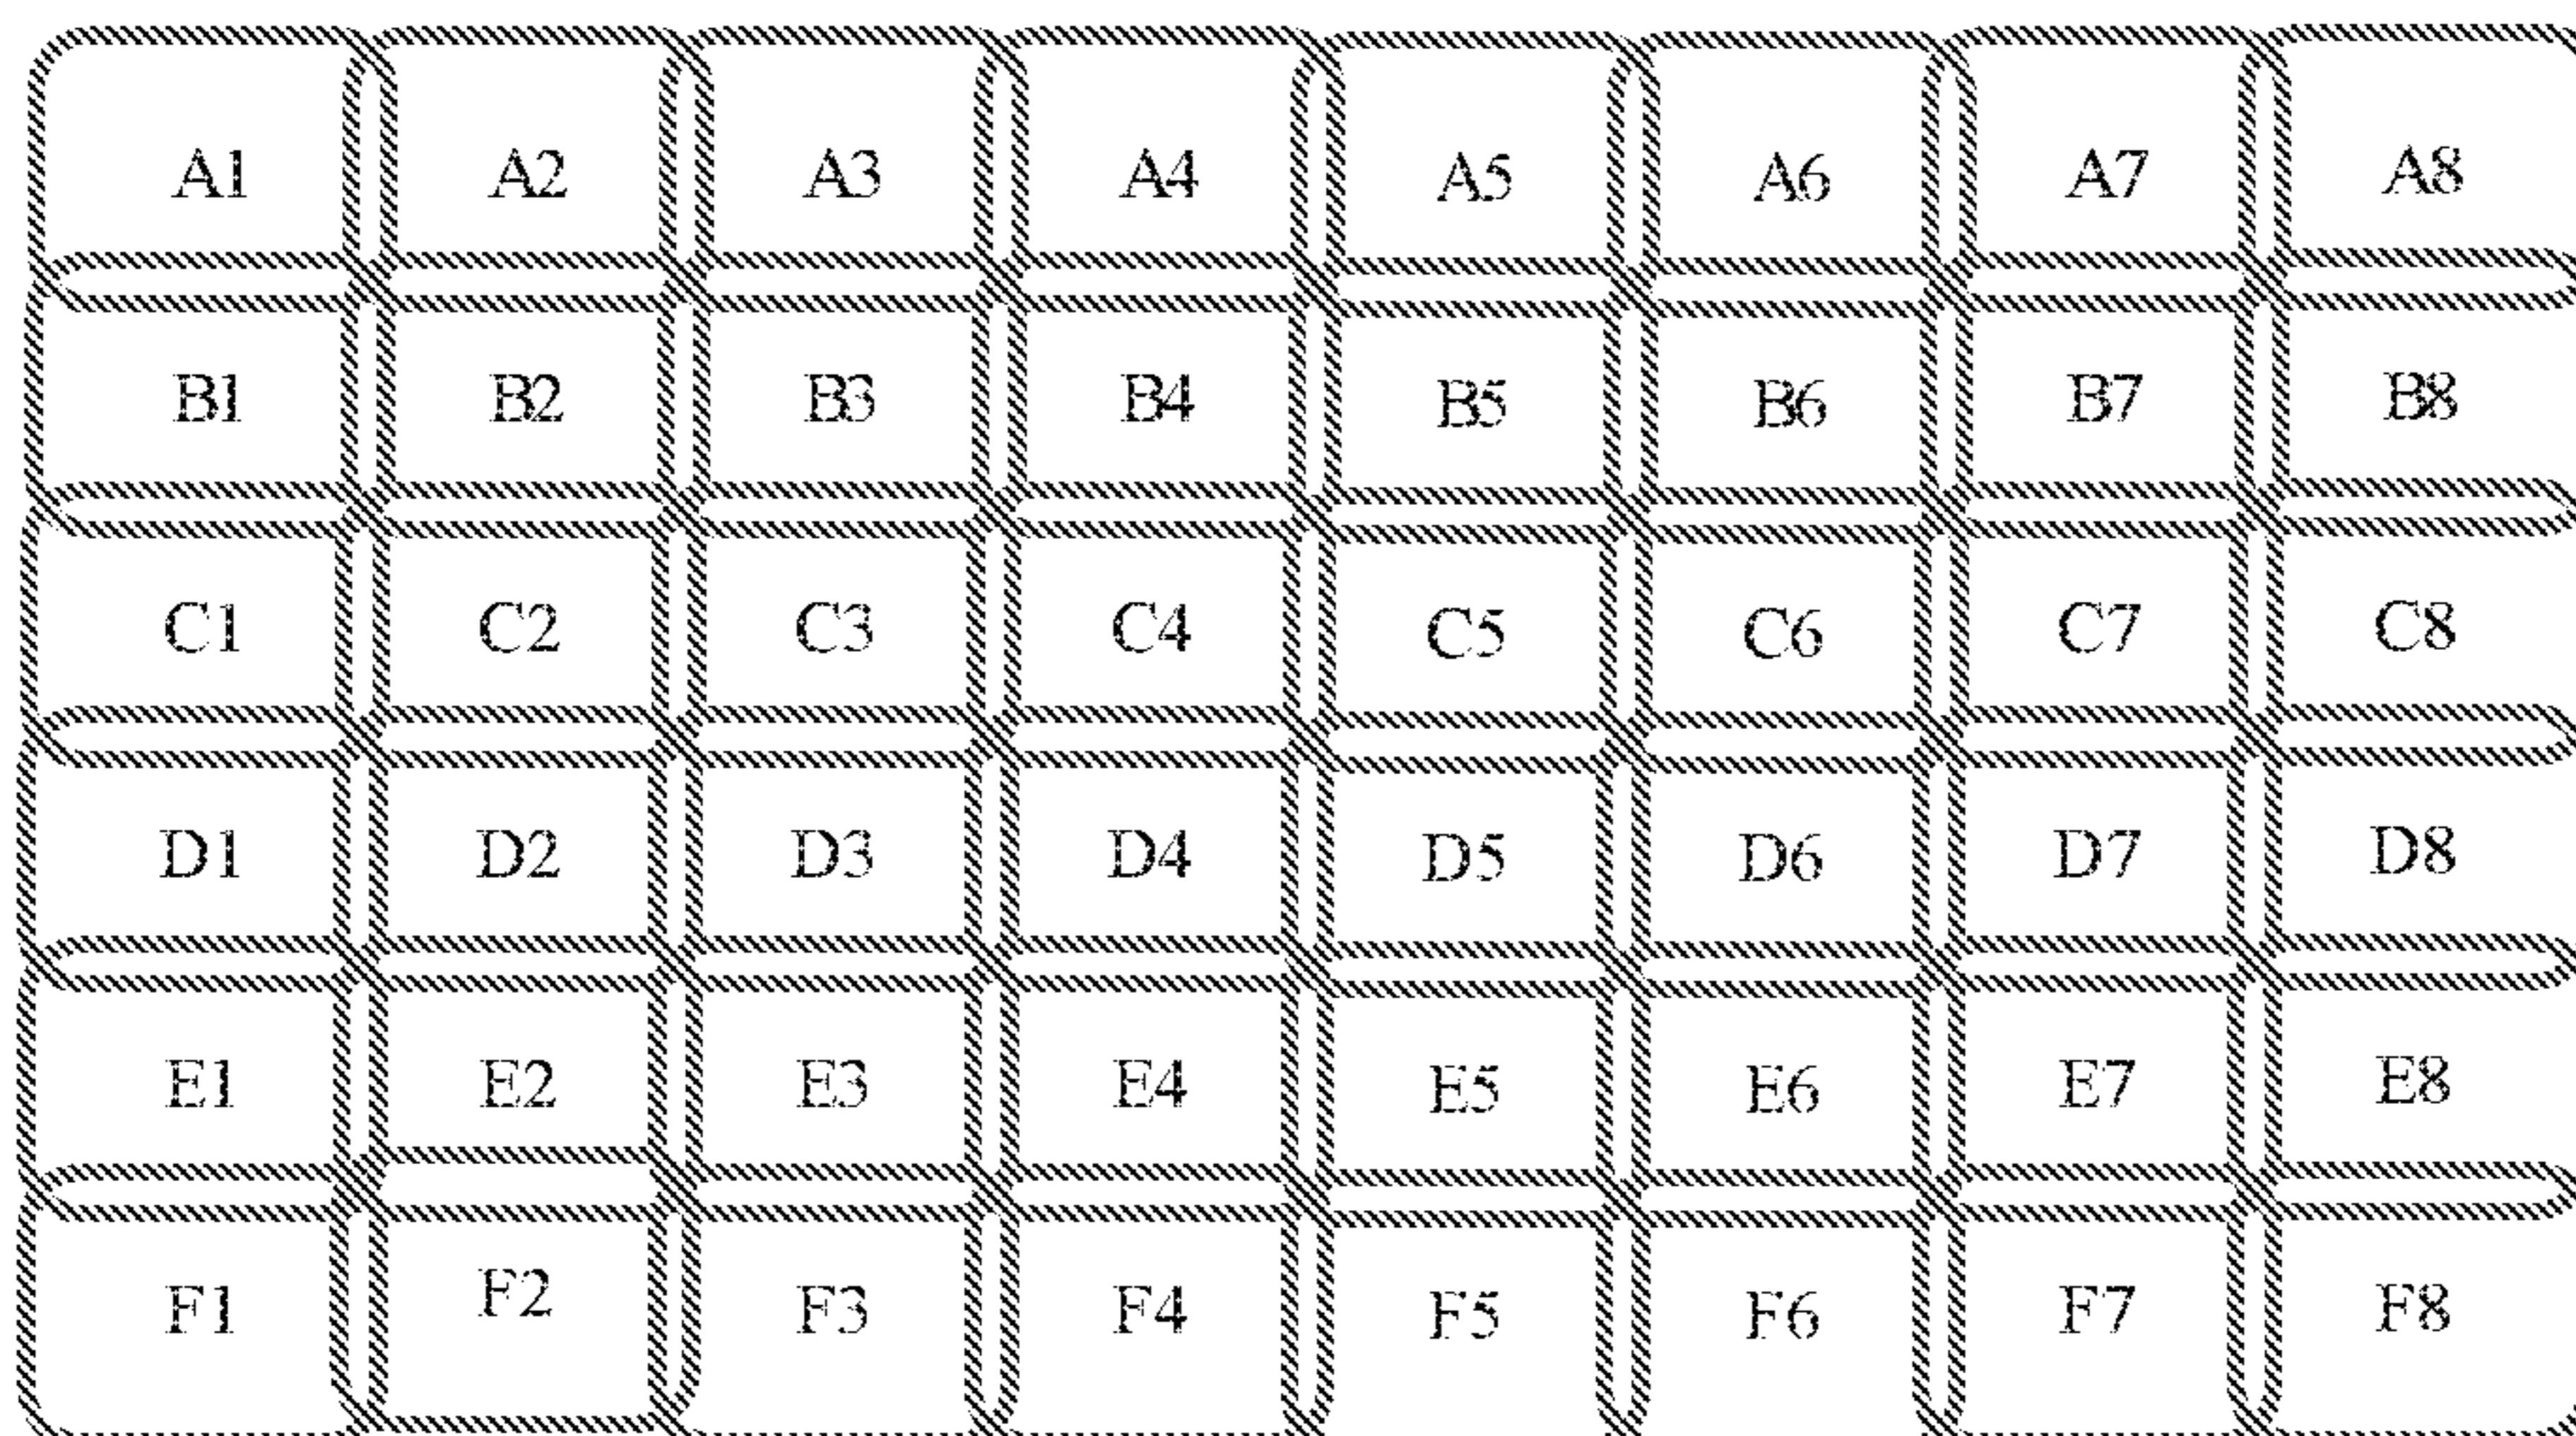 A1 A2 A3 A4 A5 A6 A7 A8
B1 B2 B3 B4 B5 B6 B7 B8
C1 C2 C3 C4 C5 C6 C7 C8
D1 D2 D3 D4 D5 D6 D7 D8
E1 E2 E3 E4 E5 E6 E7 E8
F1 F2 F3 F4 F5 F6 F7 F8